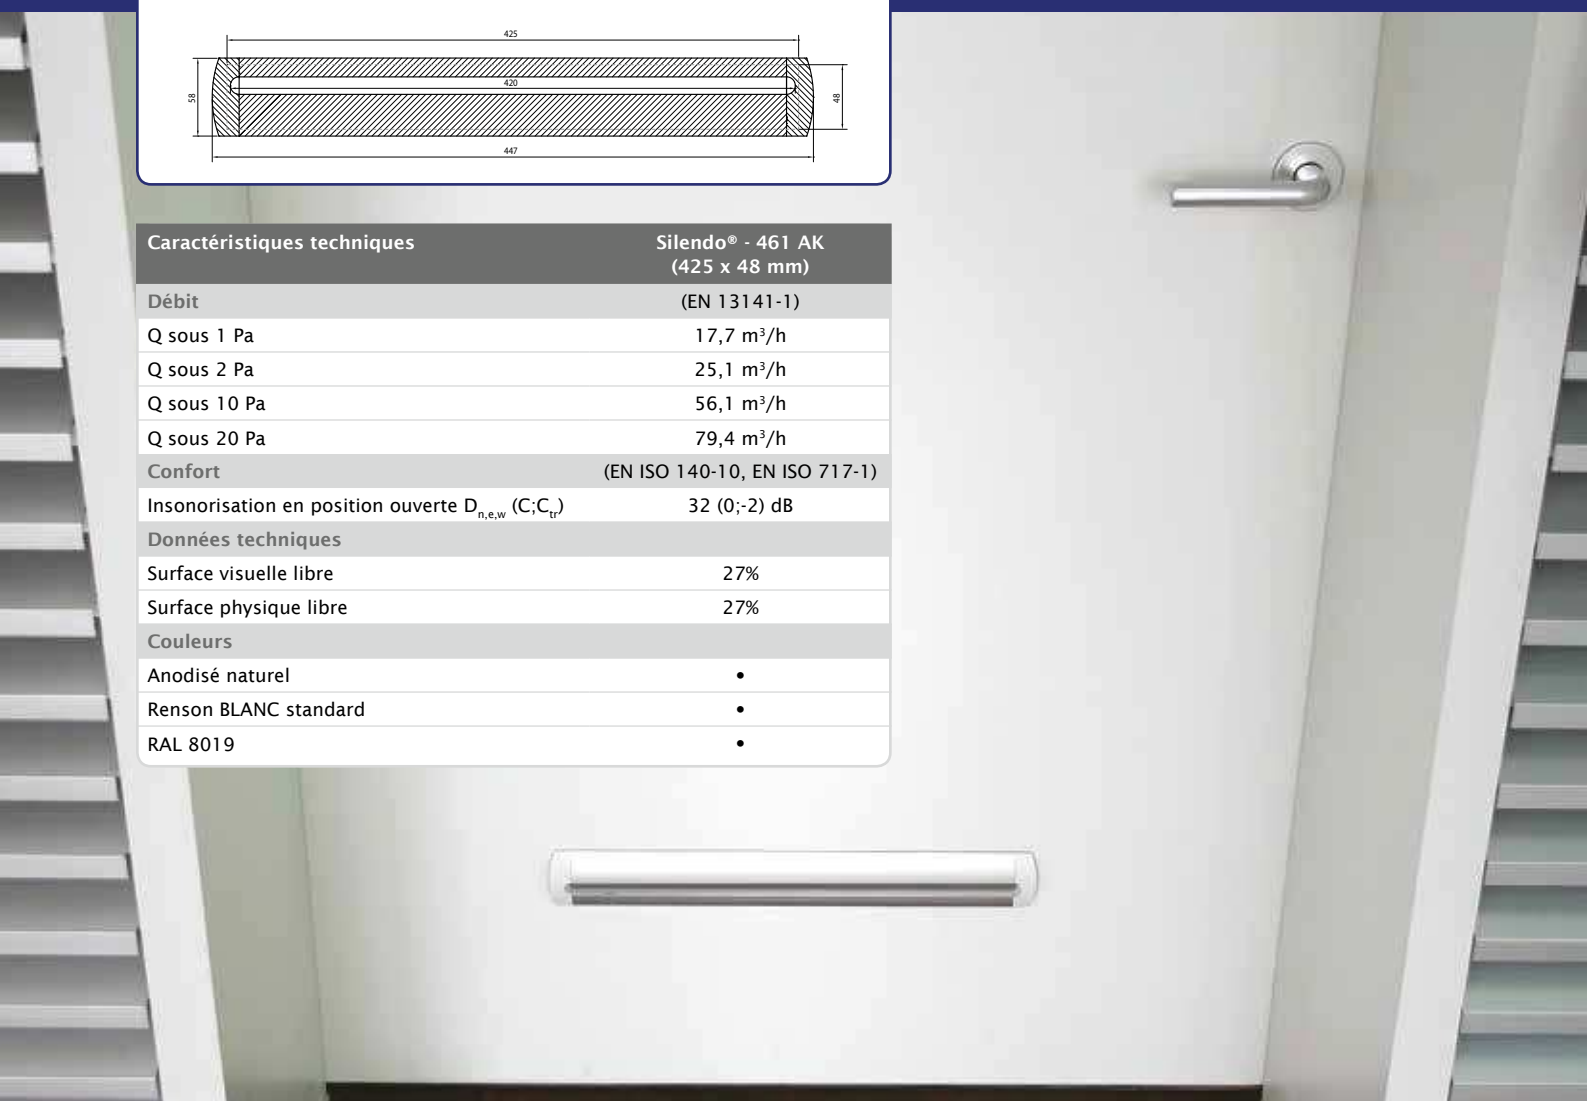 425
58
420
48
447
Caractéristiques techniques Silendo® - 461 AK
(425 x 48 mm)
Débit (EN 13141-1)
Q sous 1 Pa 17,7 m³/h
Q sous 2 Pa 25,1 m³/h
Q sous 10 Pa 56,1 m³/h
Q sous 20 Pa 79,4 m³/h
Confort (EN ISO 140-10, EN ISO 717-1)
Insonorisation en position ouverte Dn,e,w (C;Ctr) 32 (0;-2) dB
Données techniques
Surface visuelle libre 27%
Surface physique libre 27%
Couleurs
Anodisé naturel •
Renson BLANC standard •
RAL 8019 •